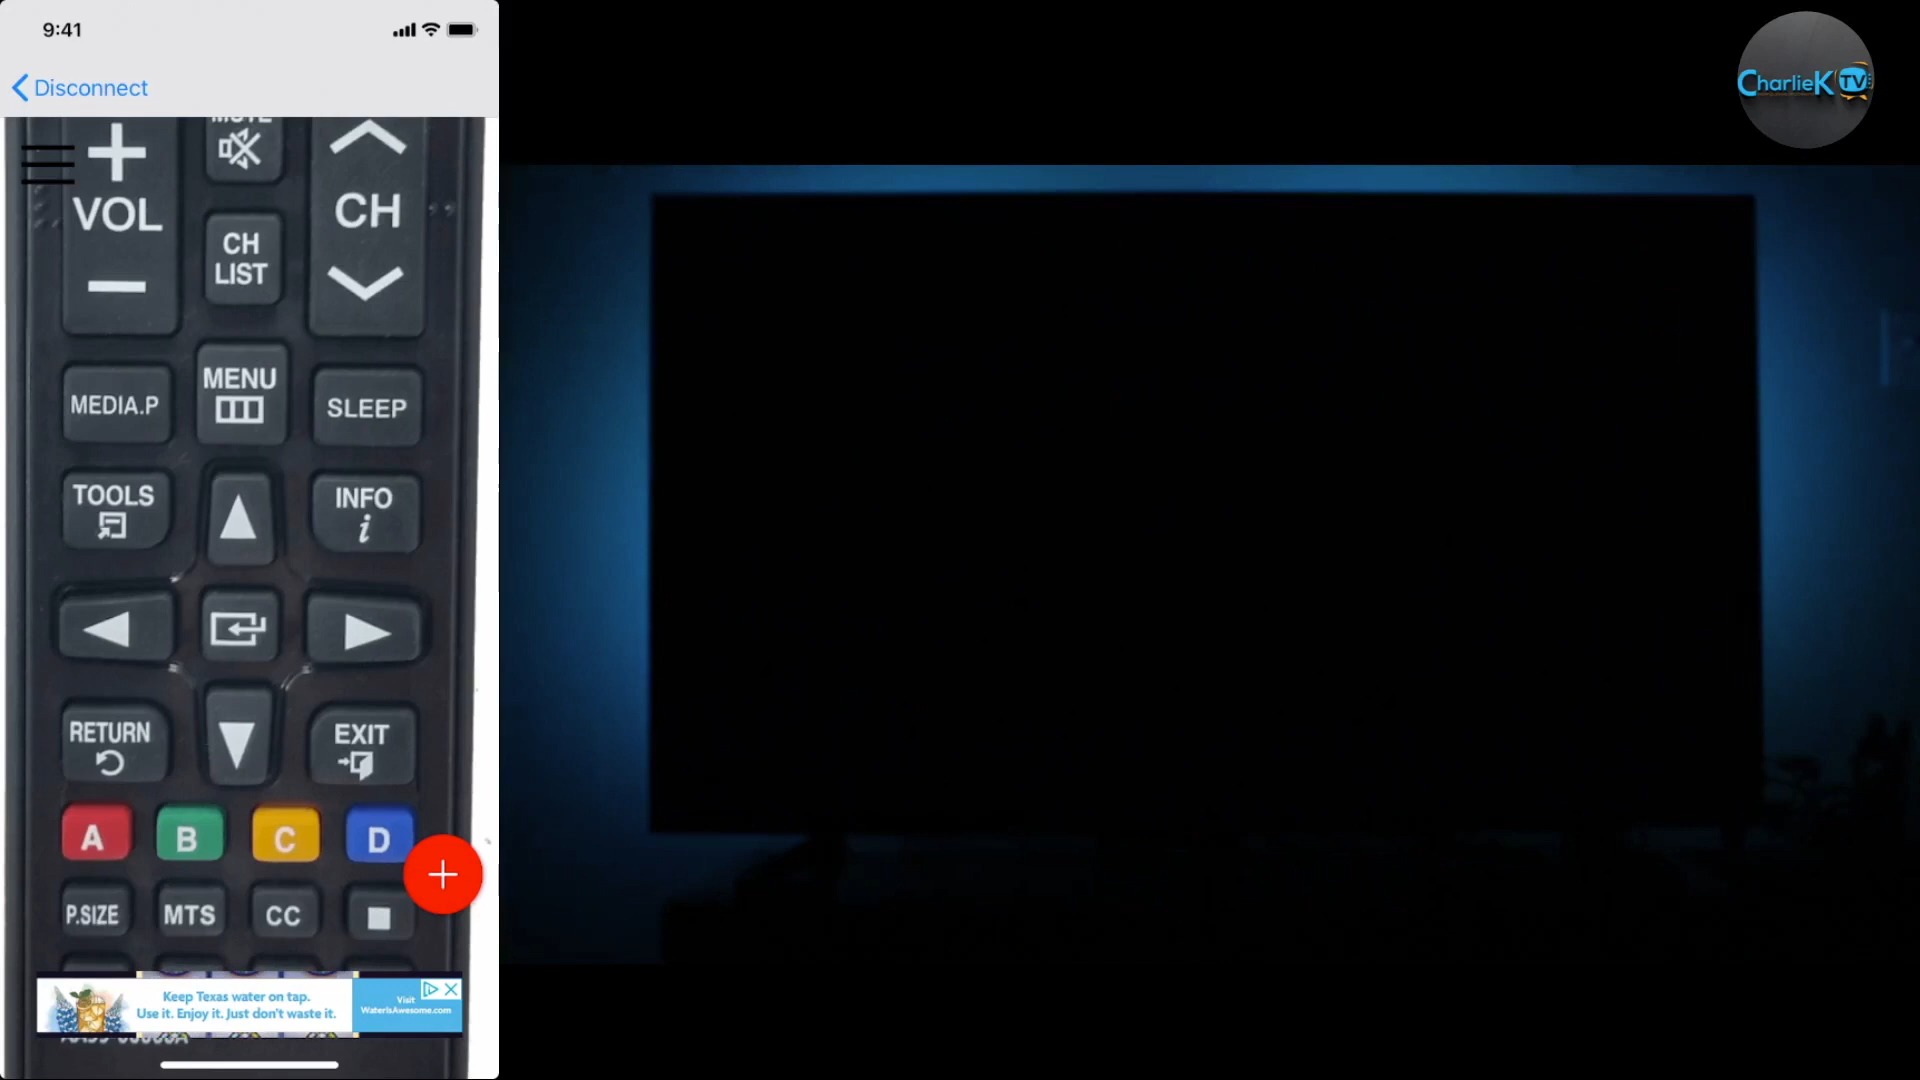 9:41
Disconnect
MUTE
VOL
CH
CH
LIST
MEDIA.P
MENU
SLEEP
TOOLS
INFO
i
RETURN
EXIT
A
B
C
D
P.SIZE
MTS
CC
Keep Texas water on tap.
Use it. Enjoy it. Just don't waste it.
Visit
WaterIsAwesome.com
CharlieK TV